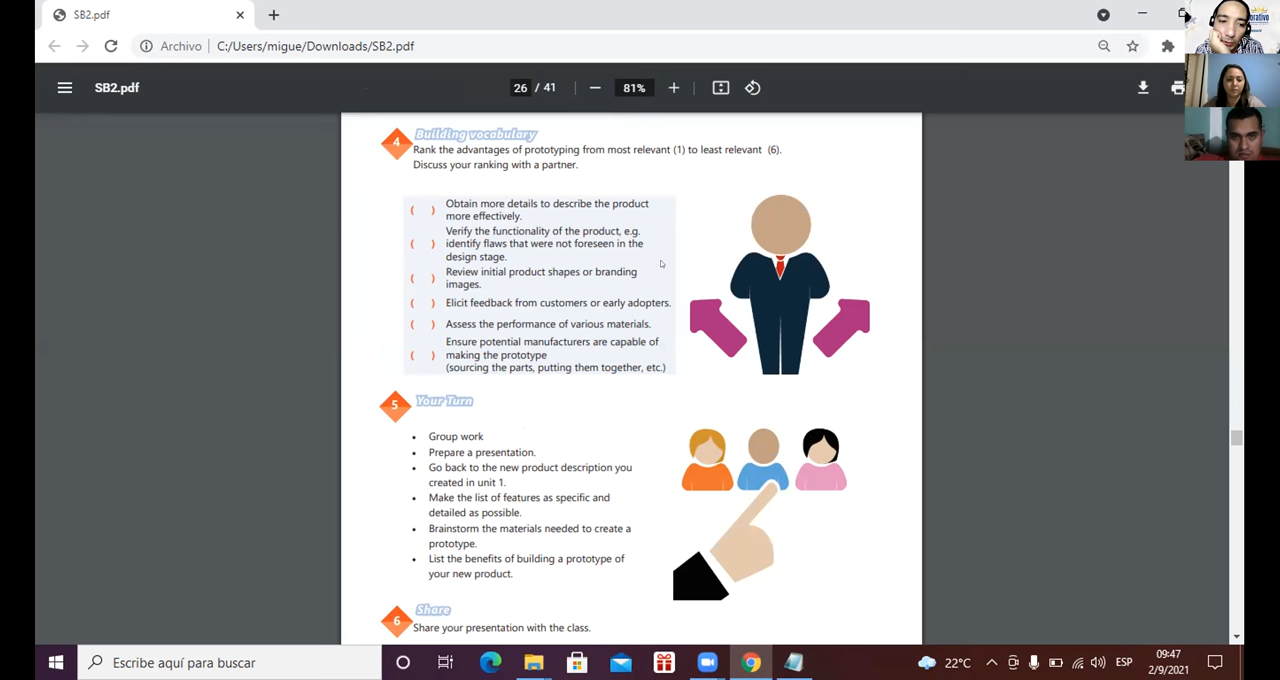 SB2.pdf
Archivo
C:/Users/migue/Downloads/SB2.pdf
SB2.pdf
26 / 41
81%
4
Building vocabulary
Rank the advantages of prototyping from most relevant (1) to least relevant (6).
Discuss your ranking with a partner.
( ) Obtain more details to describe the product
more effectively.
Verify the functionality of the product, e.g.
( ) identify flaws that were not foreseen in the
design stage.
( ) Review initial product shapes or branding
images.
( ) Elicit feedback from customers or early adopters.
( ) Assess the performance of various materials.
Ensure potential manufacturers are capable of
( ) making the prototype
(sourcing the parts, putting them together, etc.)
5
Your Turn
• Group work
• Prepare a presentation.
• Go back to the new product description you
created in unit 1.
• Make the list of features as specific and
detailed as possible.
• Brainstorm the materials needed to create a
prototype.
• List the benefits of building a prototype of
your new product.
6
Share
Share your presentation with the class.
Escribe aquí para buscar
22°C
ESP
09:47
2/9/2021